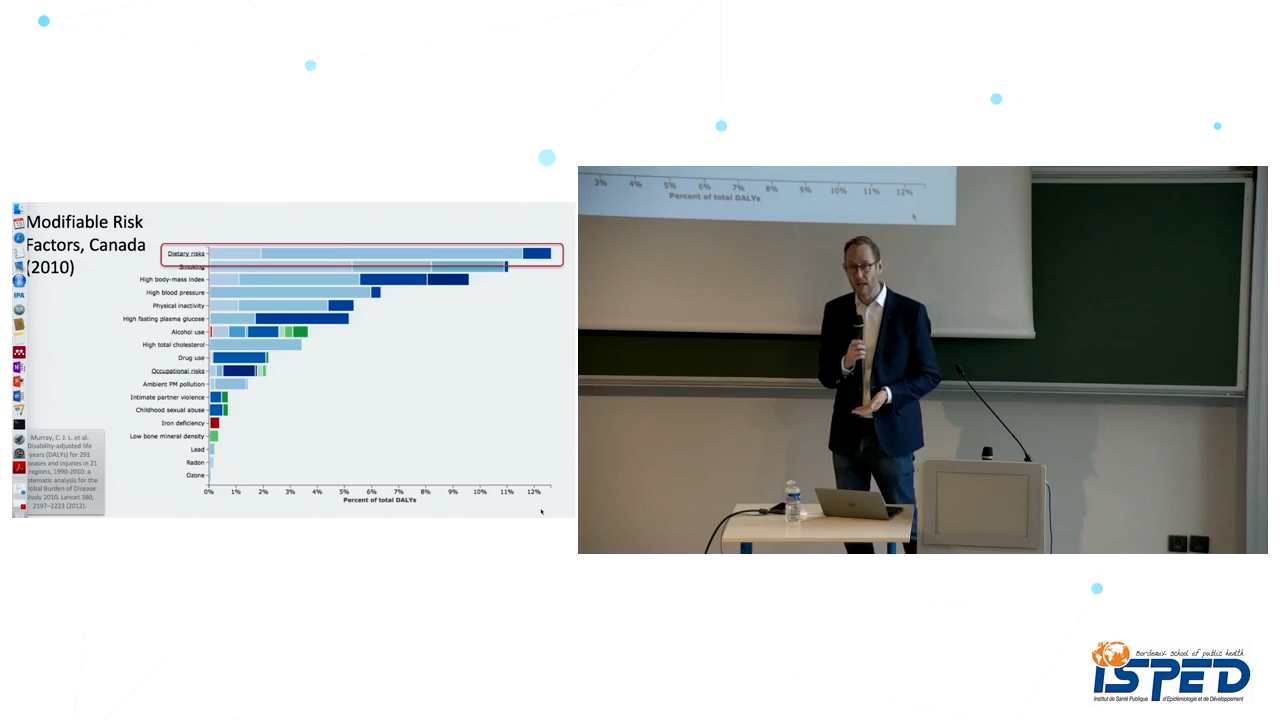 Modifiable Risk
Factors, Canada
(2010)
Dietary risks
Smoking
High body-mass index
High blood pressure
Physical inactivity
High fasting plasma glucose
Alcohol use
High total cholesterol
Drug use
Occupational risks
Ambient PM pollution
Intimate partner violence
Childhood sexual abuse
Iron deficiency
Low bone mineral density
Lead
Radon
Ozone
0% 1% 2% 3% 4% 5% 6% 7% 8% 9% 10% 11% 12%
Percent of total DALYs
IPA
Murray, C. J. L. et al.
Disability-adjusted life
years (DALYs) for 291
eases and injuries in 21
regions, 1990-2010: a
stematic analysis for the
lobal Burden of Disease
tudy 2010. Lancet 380,
2197–2223 (2012).
3% 4% 5% 6% 7% 8% 9% 10% 11% 12%
Percent of total DALYs
Bordeaux school of public health
ISPED
Institut de Santé Publique d'Epidémiologie et de Développement